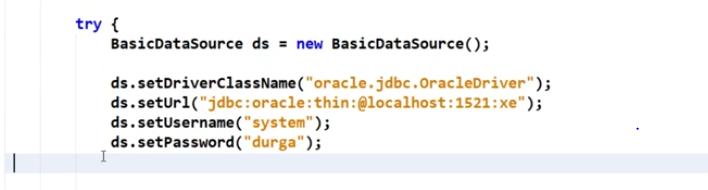 try {
BasicDataSource ds = new BasicDataSource();
ds.setDriverClassName("oracle.jdbc.OracleDriver");
ds.setUrl("jdbc:oracle:thin:@localhost:1521:xe");
ds.setUsername("system");
ds.setPassword("durga");